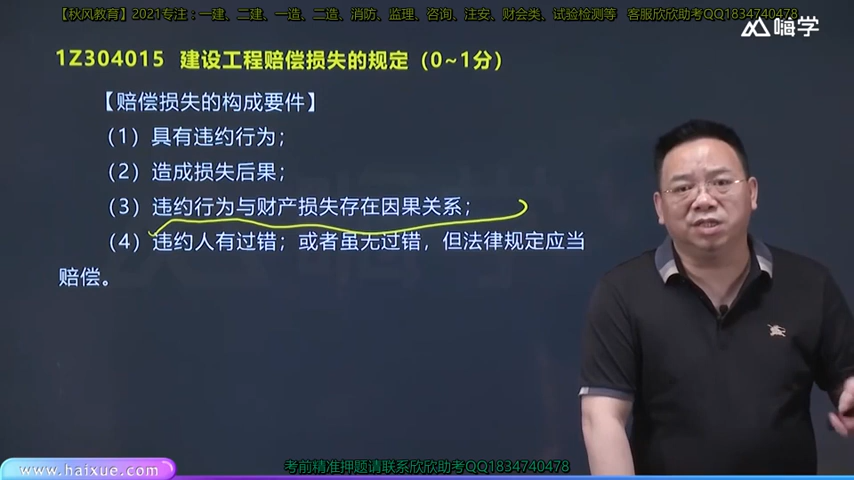 【秋风教育】2021专注：一建、二建、一造、二造、消防、监理、咨询、注安、财会类、试验检测等 客服欣欣助考QQ1834740478
嗨学
1Z304015 建设工程赔偿损失的规定（0~1分）
【赔偿损失的构成要件】
（1）具有违约行为；
（2）造成损失后果；
（3）违约行为与财产损失存在因果关系；
（4）违约人有过错；或者虽无过错，但法律规定应当
赔偿。
考前精准押题请联系欣欣助考QQ1834740478
www.haixue.com